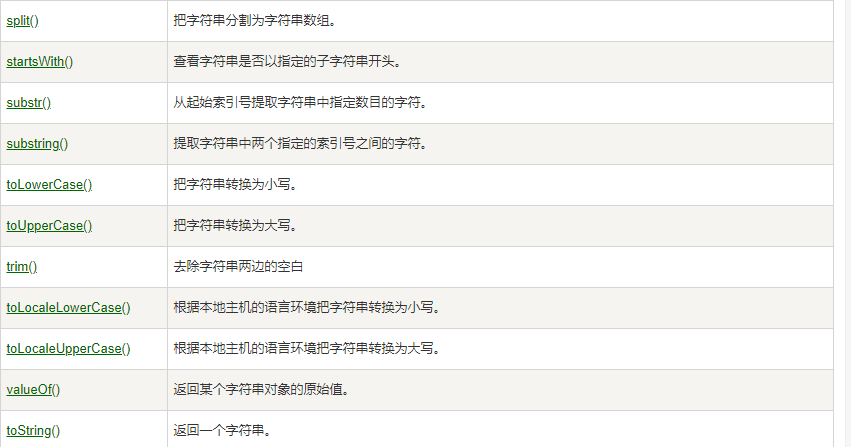 split() 把字符串分割为字符串数组。
startsWith() 查看字符串是否以指定的子字符串开头。
substr() 从起始索引号提取字符串中指定数目的字符。
substring() 提取字符串中两个指定的索引号之间的字符。
toLowerCase() 把字符串转换为小写。
toUpperCase() 把字符串转换为大写。
trim() 去除字符串两边的空白
toLocaleLowerCase() 根据本地主机的语言环境把字符串转换为小写。
toLocaleUpperCase() 根据本地主机的语言环境把字符串转换为大写。
valueOf() 返回某个字符串对象的原始值。
toString() 返回一个字符串。